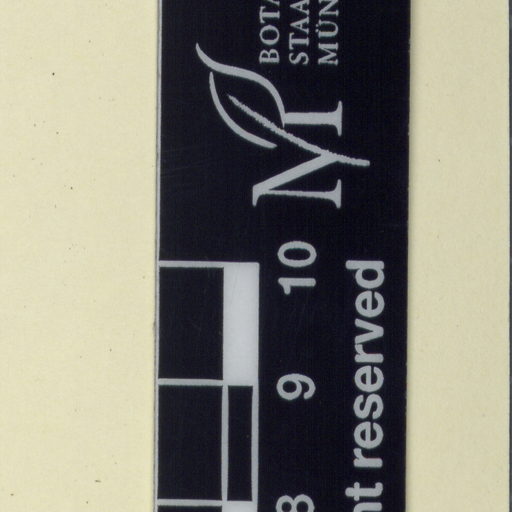 BOTA
STAA
MÜN
M
10
9
8
nt reserved